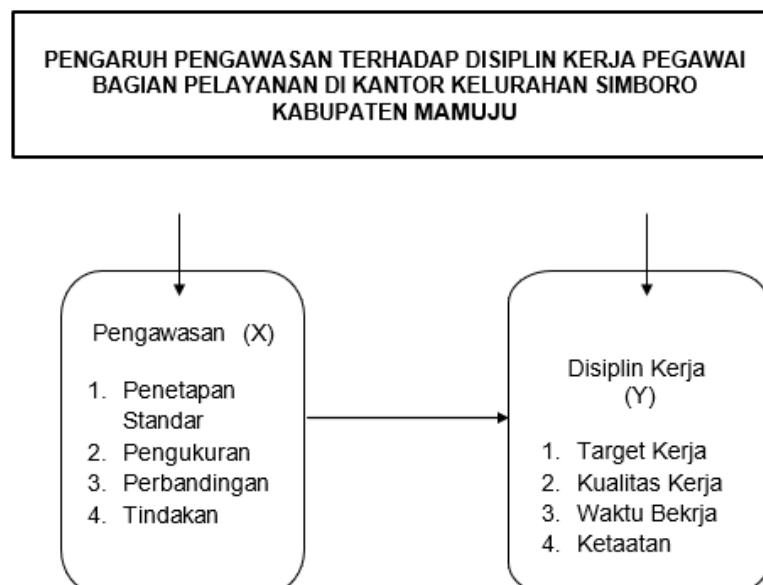 PENGARUH PENGAWASAN TERHADAP DISIPLIN KERJA PEGAWAI
BAGIAN PELAYANAN DI KANTOR KELURAHAN SIMBORO
KABUPATEN MAMUJU
Pengawasan (X)
1. Penetapan
Standar
2. Pengukuran
3. Perbandingan
4. Tindakan
Disiplin Kerja
(Y)
1. Target Kerja
2. Kualitas Kerja
3. Waktu Bekrja
4. Ketaatan